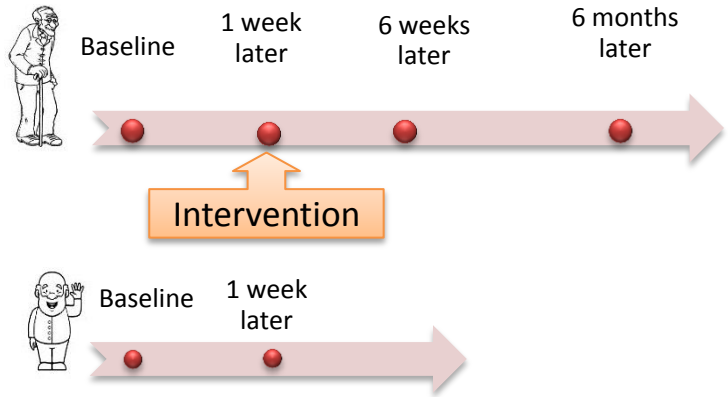 Baseline
1 week
later
6 weeks
later
6 months
later
Intervention
Baseline
1 week
later